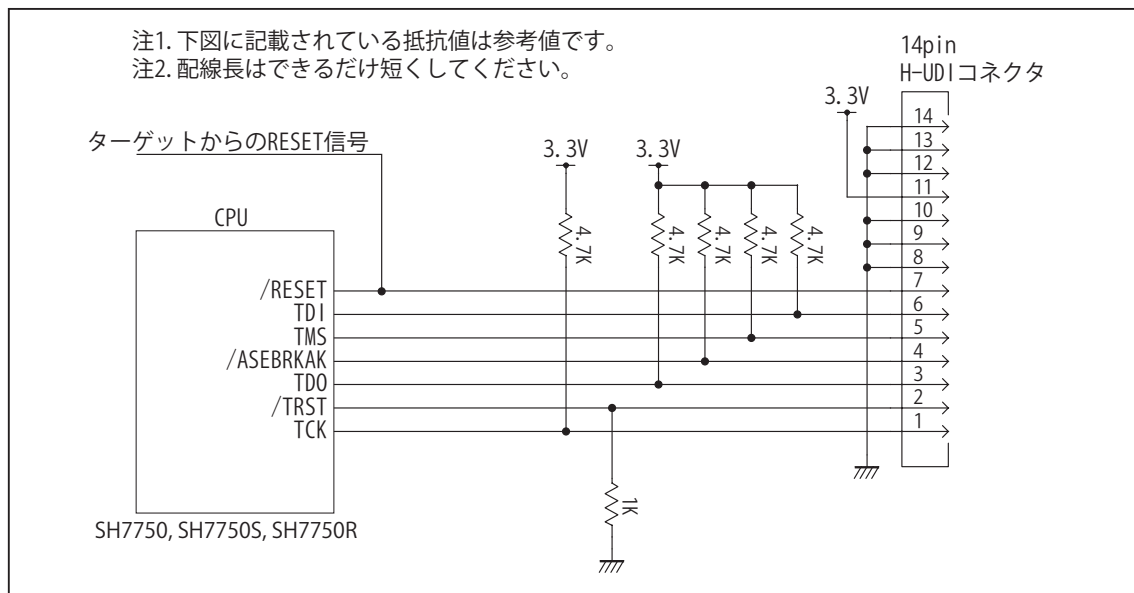 注1. 下図に記載されている抵抗値は参考値です。
注2. 配線長はできるだけ短くしてください。
14pin
H-UDIコネクタ
3.3V
ターゲットからのRESET信号
3.3V
3.3V
CPU
4.7K
4.7K
4.7K
4.7K
4.7K
14
13
12
11
10
9
8
/RESET
7
TDI
6
TMS
5
/ASEBRKAK
4
TDO
3
/TRST
2
TCK
1
1K
SH7750, SH7750S, SH7750R